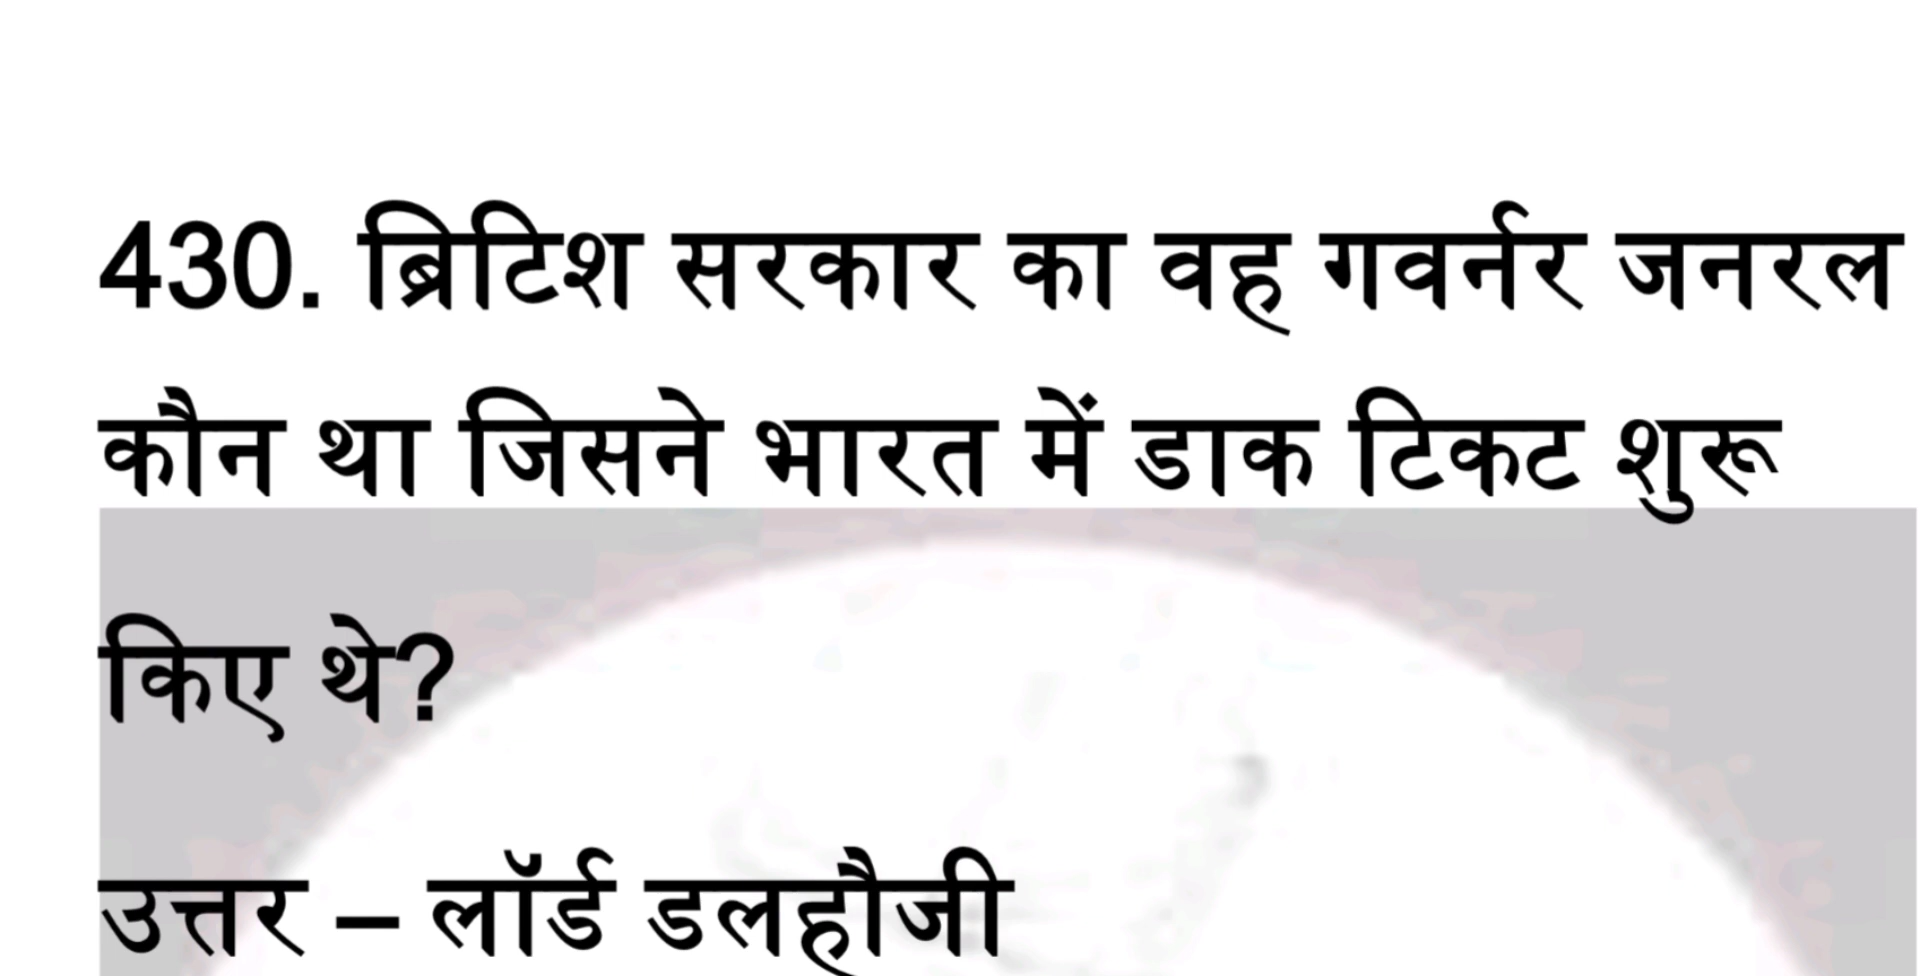 430. ब्रिटिश सरकार का वह गवर्नर जनरल
कौन था जिसने भारत में डाक टिकट शुरू
किए थे?
उत्तर – लॉर्ड डलहौजी